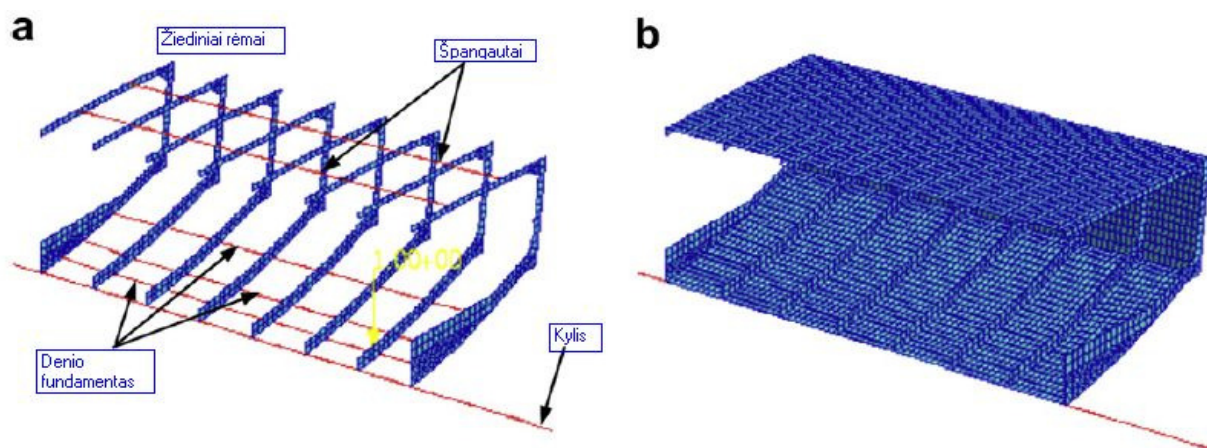 a
b
Žiediniai rėmai
Špangautai
1.00+00
Kylis
Denio
fundamentas